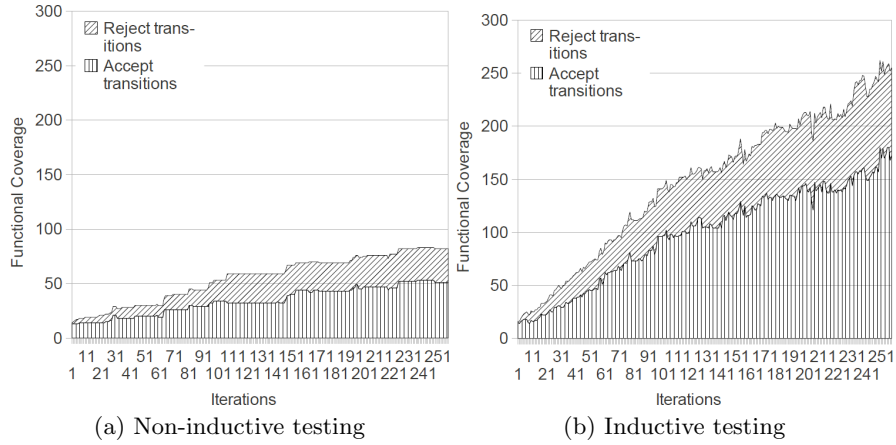 300
250
200
150
100
50
0
Functional Coverage
Reject trans-
itions
Accept
transitions
11 31 51 71 91 111 131 151 171 191 211 231 251
1 21 41 61 81 101 121 141 161 181 201 221 241
Iterations
(a) Non-inductive testing
300
250
200
150
100
50
0
Functional Coverage
Reject trans-
itions
Accept
transitions
11 31 51 71 91 111 131 151 171 191 211 231 251
1 21 41 61 81 101 121 141 161 181 201 221 241
Iterations
(b) Inductive testing